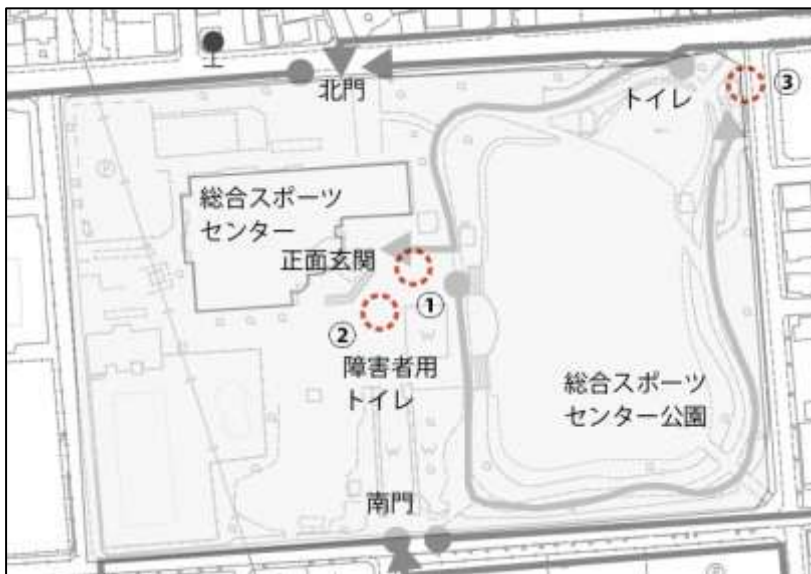 北門
トイレ
③
総合スポーツ
センター
正面玄関
①
②
障害者用
トイレ
総合スポーツ
センター公園
南門